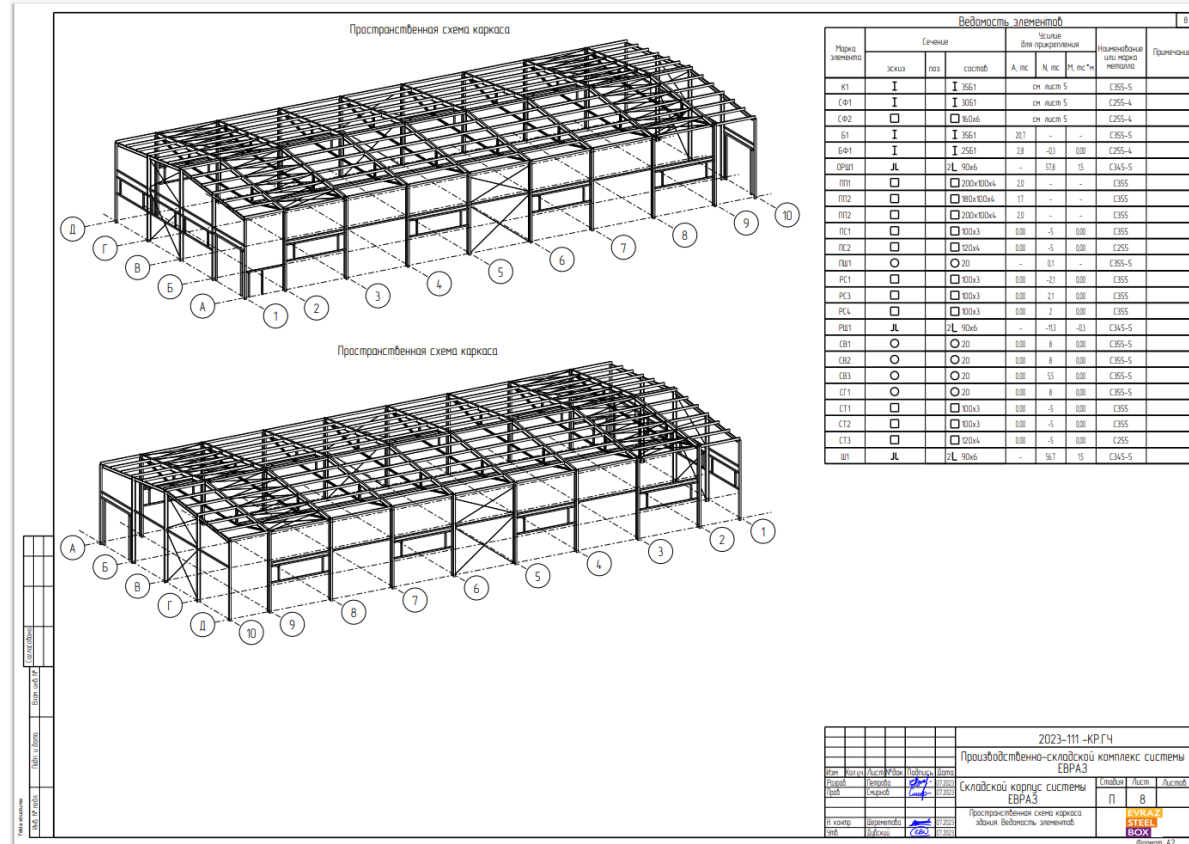 Пространственная схема каркаса
Д
Г
В
Б
А
1
2
3
4
5
6
7
8
9
10
Пространственная схема каркаса
А
Б
В
Г
Д
10
9
8
7
6
5
4
3
2
1
Ведомость элементов
8
Марка элемента Сечение Усилие для прикрепления Наименование или марка металла Примечание
эскиз поз. состав А, тс N, тс М, тс*м
К1 35Б1 см. лист 5 С355-5
СФ1 30Б1 см. лист 5 С255-4
СФ2 160х6 см. лист 5 С255-4
Б1 35Б1 20,7 - - С355-5
БФ1 25Б1 2,8 -0,3 0,00 С255-4
ОРШ1 2L 90х6 - 57,8 1,5 С345-5
ПП1 200х100х4 2,0 - - С355
ПП2 180х100х4 1,7 - - С355
ПП2 200х100х4 2,0 - - С355
ПС1 100х3 0,00 -5 0,00 С355
ПС2 120х4 0,00 -5 0,00 С255
ПШ1 20 - 0,1 - С355-5
РС1 100х3 0,00 -2,1 0,00 С355
РС3 100х3 0,00 2,1 0,00 С355
РС4 100х3 0,00 2 0,00 С355
РШ1 2L 90х6 - -11,3 -0,3 С345-5
СВ1 20 0,00 8 0,00 С355-5
СВ2 20 0,00 8 0,00 С355-5
СВ3 20 0,00 5,5 0,00 С355-5
СГ1 20 0,00 8 0,00 С355-5
СТ1 100х3 0,00 -5 0,00 С355
СТ2 100х3 0,00 -5 0,00 С355
СТ3 120х4 0,00 -5 0,00 С255
Ш1 2L 90х6 - 56,7 1,5 С345-5
Согласовано
Взам. инв. №
Подп. и дата
Инв. № подл.
Tekla structures
2023-111 -КР.ГЧ
Производственно-складской комплекс системы
ЕВРАЗ
Изм. Кол.уч Лист №док. Подпись Дата
Разраб. Петрова 07.2023
Пров. Смирнов 07.2023
Н. контр. Шереметова 07.2023
Утв. Дубский 07.2023
Складской корпус системы
ЕВРАЗ
Стадия Лист Листов
П 8
Пространственная схема каркаса
здания. Ведомость элементов.
EVRAZ
STEEL
BOX
Формат А2